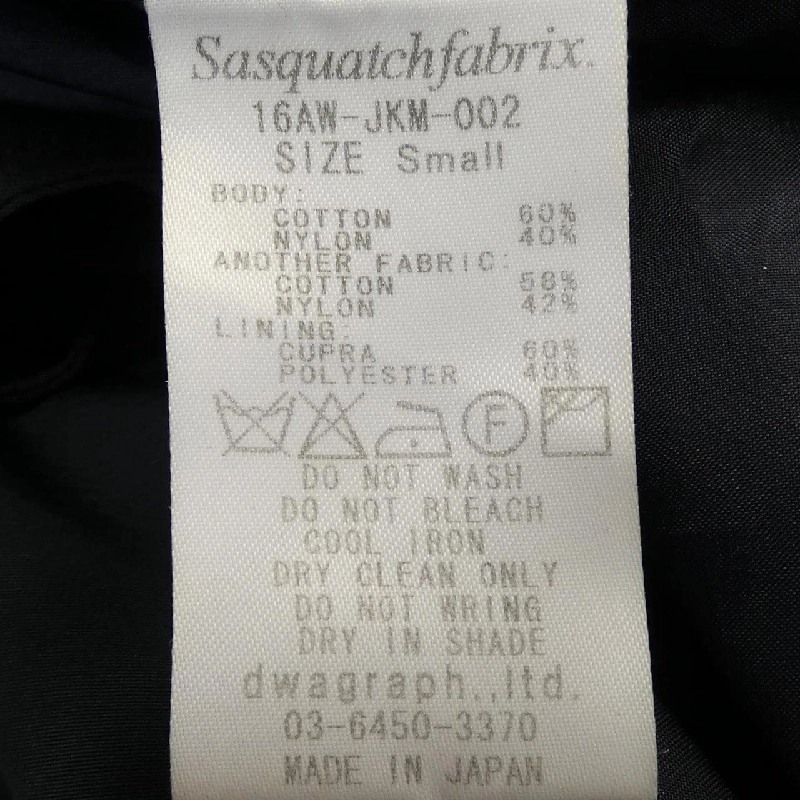 Sasquatchfabrix.
16AW-JKM-002
SIZE Small
BODY:
COTTON 60%
NYLON 40%
ANOTHER FABRIC:
COTTON 58%
NYLON 42%
LINING:
CUPRA 60%
POLYESTER 40%
F
DO NOT WASH
DO NOT BLEACH
COOL IRON
DRY CLEAN ONLY
DO NOT WRING
DRY IN SHADE
dwagraph.,ltd.
03-6450-3370
MADE IN JAPAN